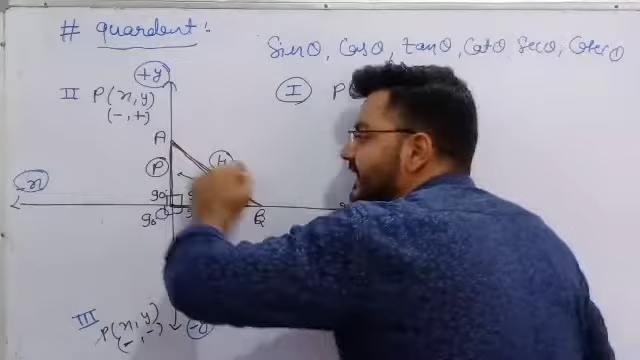 # quardent :
Sinθ, Cosθ, tanθ, Cotθ Secθ, Cosecθ
+y
II P(x,y)
(-,+)
I P(
A
P
H
-x
90°
90
B
III P(x,y)
(-,-)
-y